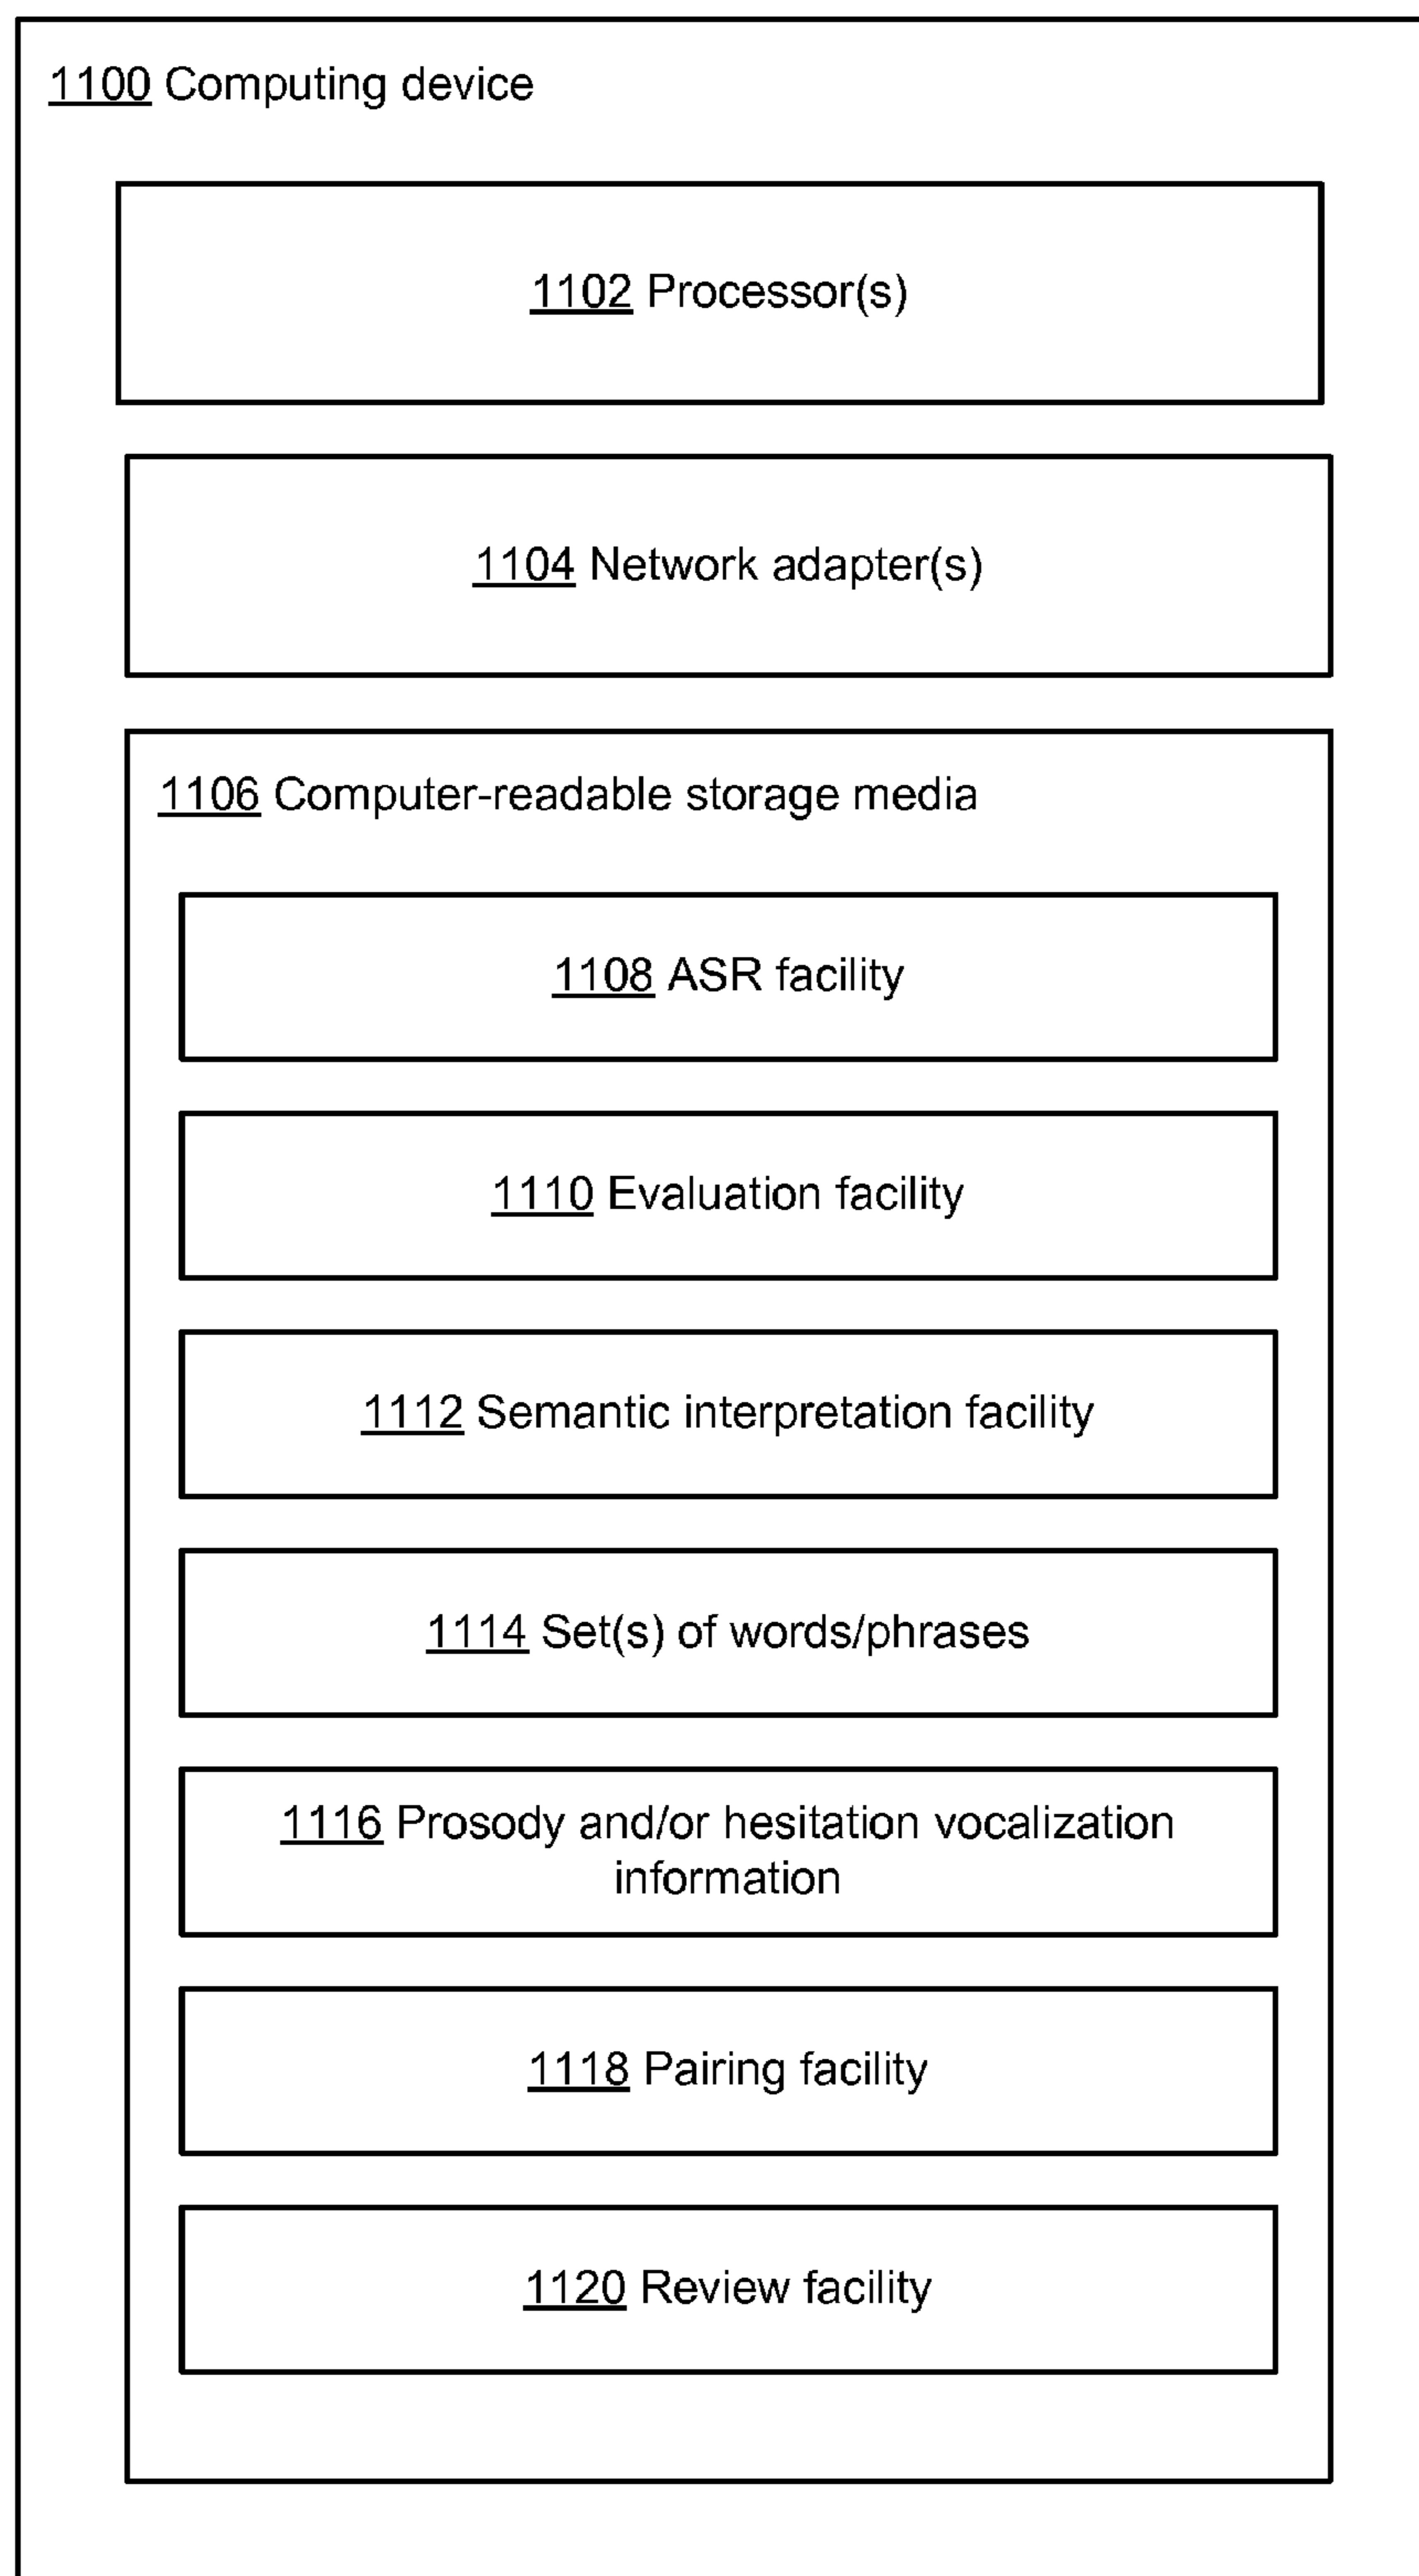 1100 Computing device
1102 Processor(s)
1104 Network adapter(s)
1106 Computer-readable storage media
1108 ASR facility
1110 Evaluation facility
1112 Semantic interpretation facility
1114 Set(s) of words/phrases
1116 Prosody and/or hesitation vocalization
information
1118 Pairing facility
1120 Review facility